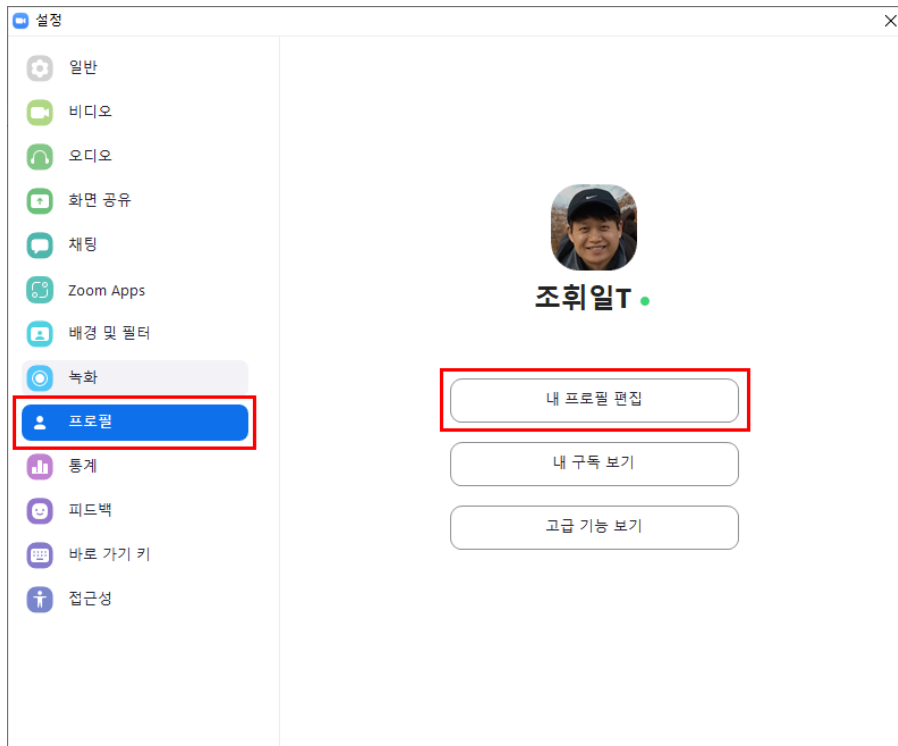 설정
일반
비디오
오디오
화면 공유
채팅
Zoom Apps
배경 및 필터
녹화
프로필
통계
피드백
바로 가기 키
접근성
조휘일T
내 프로필 편집
내 구독 보기
고급 기능 보기